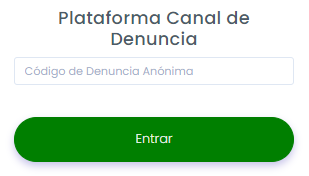 Plataforma Canal de
Denuncia
Código de Denuncia Anónima
Entrar